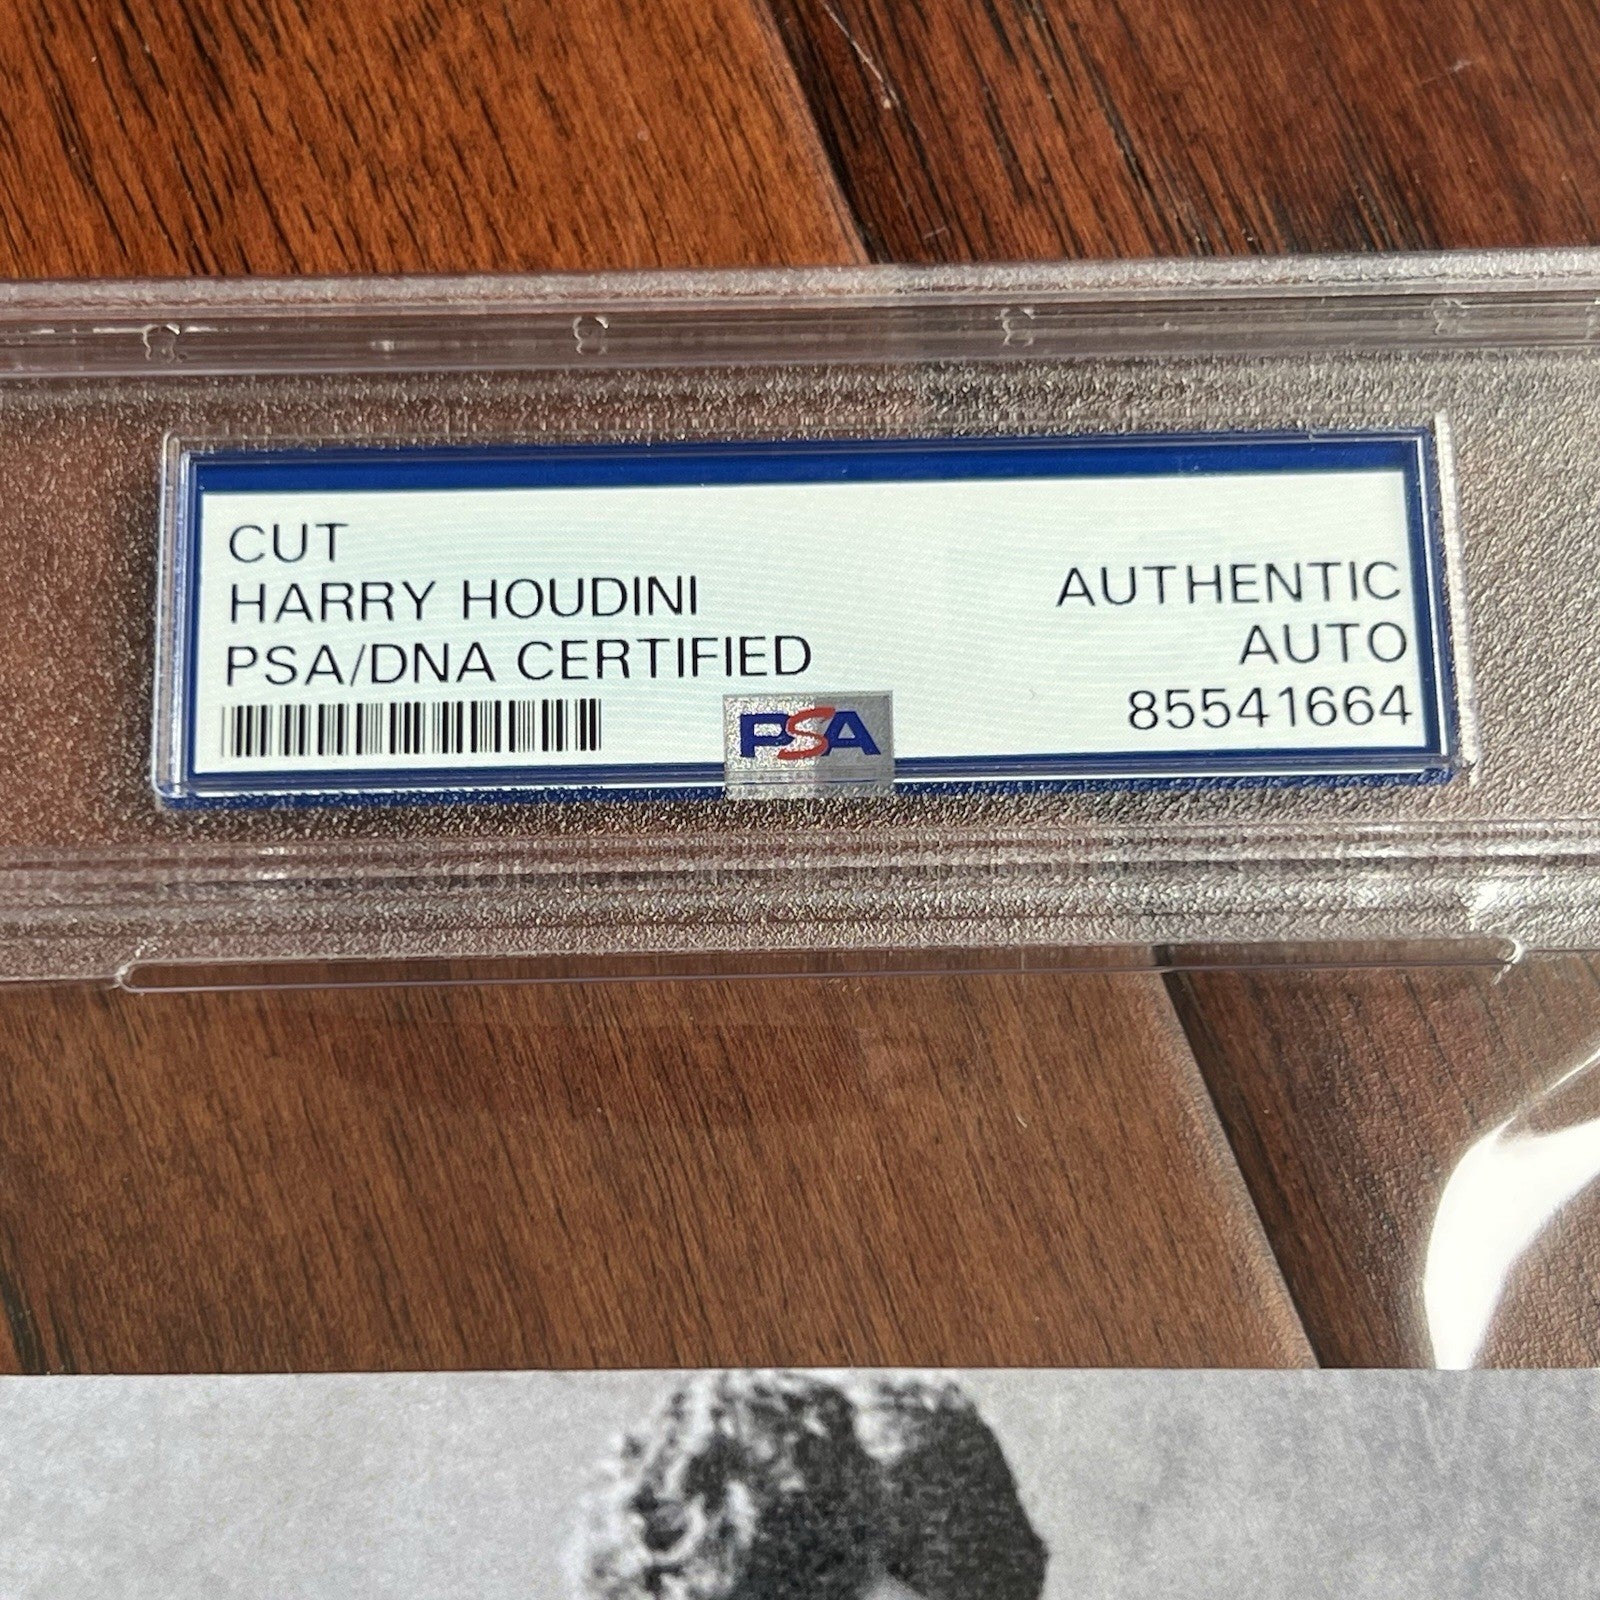 CUT
HARRY HOUDINI
PSA/DNA CERTIFIED
AUTHENTIC
AUTO
85541664
PSA